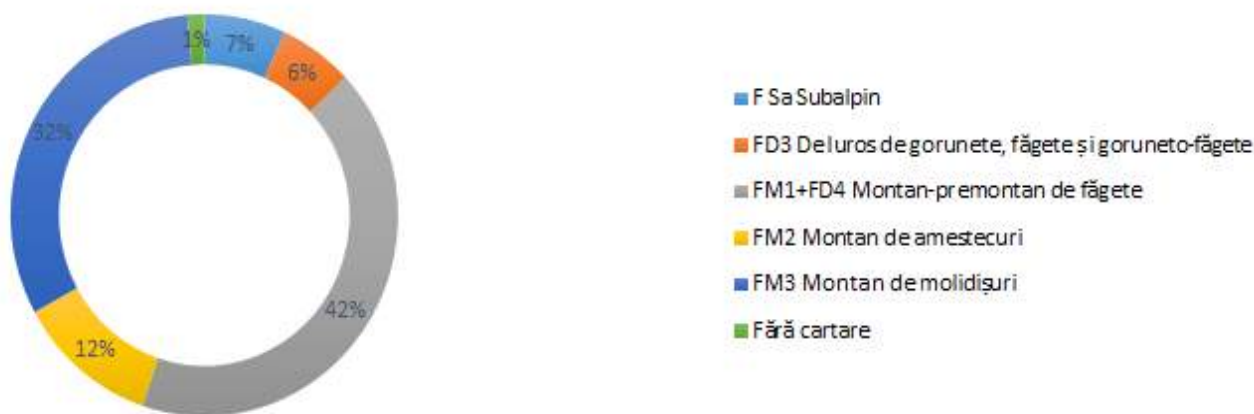 1%
7%
6%
32%
42%
12%
F Sa Subalpin
FD3 Deluros de gorunete, făgete și goruneto-făgete
FM1+FD4 Montan-premontan de făgete
FM2 Montan de amestecuri
FM3 Montan de molidișuri
Fără cartare